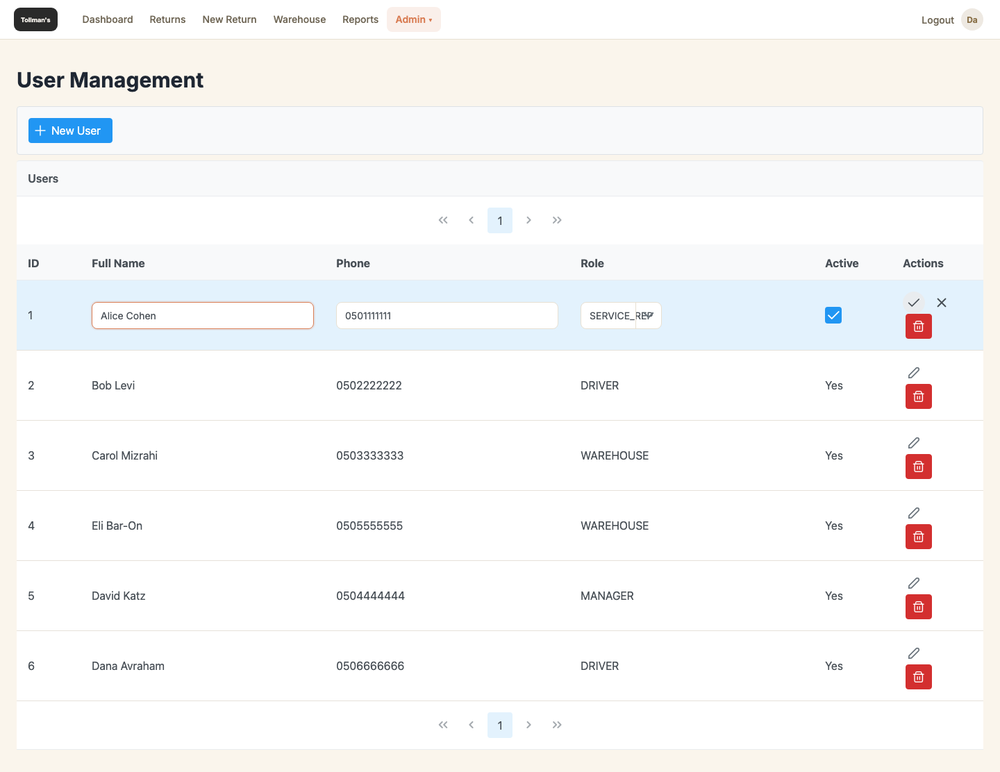 Tollman's
Dashboard
Returns
New Return
Warehouse
Reports
Admin ▾
Logout
Da
User Management
New User
Users
1
ID Full Name Phone Role Active Actions
1 Alice Cohen 0501111111 SERVICE_REP
2 Bob Levi 0502222222 DRIVER Yes
3 Carol Mizrahi 0503333333 WAREHOUSE Yes
4 Eli Bar-On 0505555555 WAREHOUSE Yes
5 David Katz 0504444444 MANAGER Yes
6 Dana Avraham 0506666666 DRIVER Yes
1